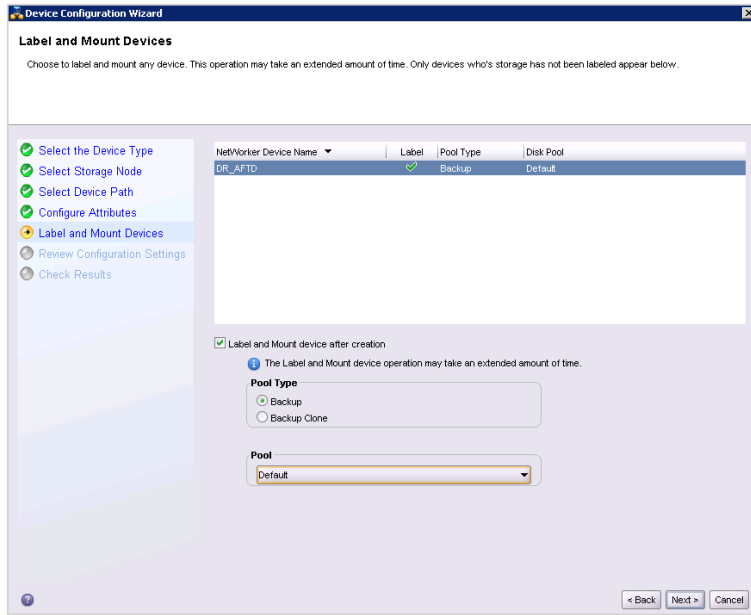 Device Configuration Wizard
Label and Mount Devices
Choose to label and mount any device. This operation may take an extended amount of time. Only devices who's storage has not been labeled appear below.
Select the Device Type
Select Storage Node
Select Device Path
Configure Attributes
Label and Mount Devices
Review Configuration Settings
Check Results
NetWorker Device Name Label Pool Type Disk Pool
DR_AFTD Backup Default
Label and Mount device after creation
The Label and Mount device operation may take an extended amount of time.
Pool Type
Backup
Backup Clone
Pool
Default
< Back Next > Cancel